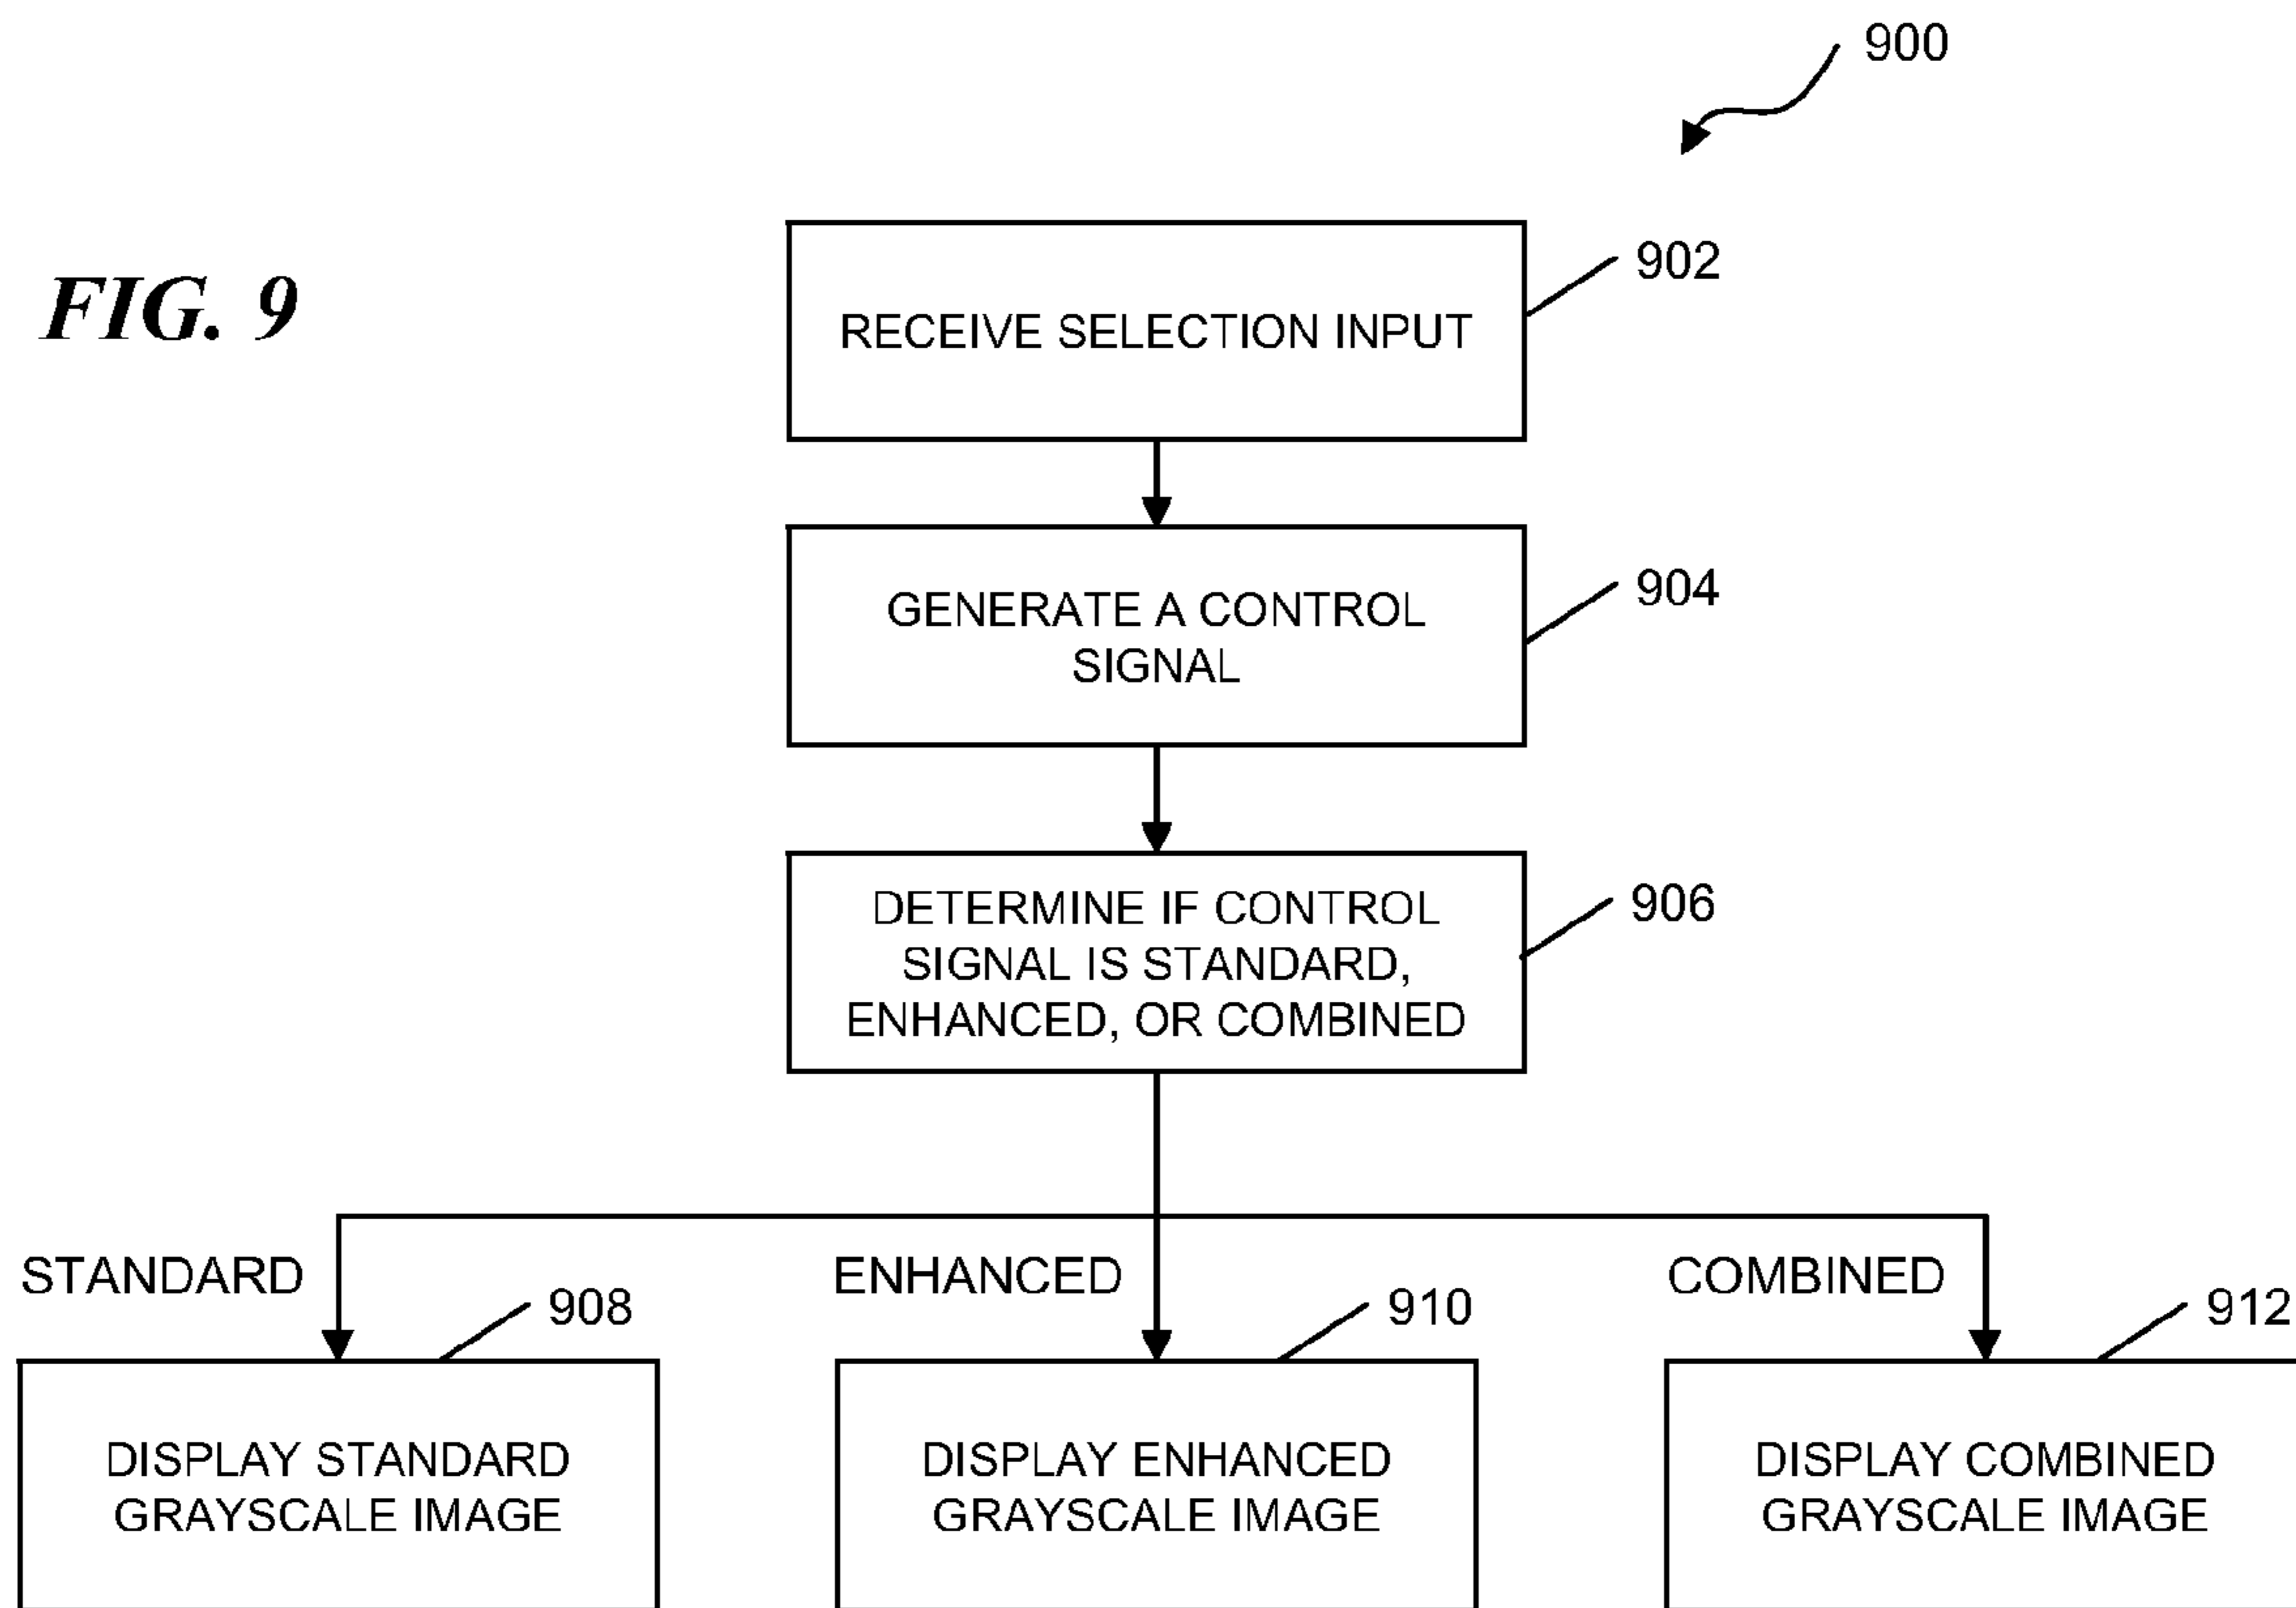 900
FIG. 9
902
RECEIVE SELECTION INPUT
904
GENERATE A CONTROL
SIGNAL
906
DETERMINE IF CONTROL
SIGNAL IS STANDARD,
ENHANCED, OR COMBINED
STANDARD
908
DISPLAY STANDARD
GRAYSCALE IMAGE
ENHANCED
910
DISPLAY ENHANCED
GRAYSCALE IMAGE
COMBINED
912
DISPLAY COMBINED
GRAYSCALE IMAGE